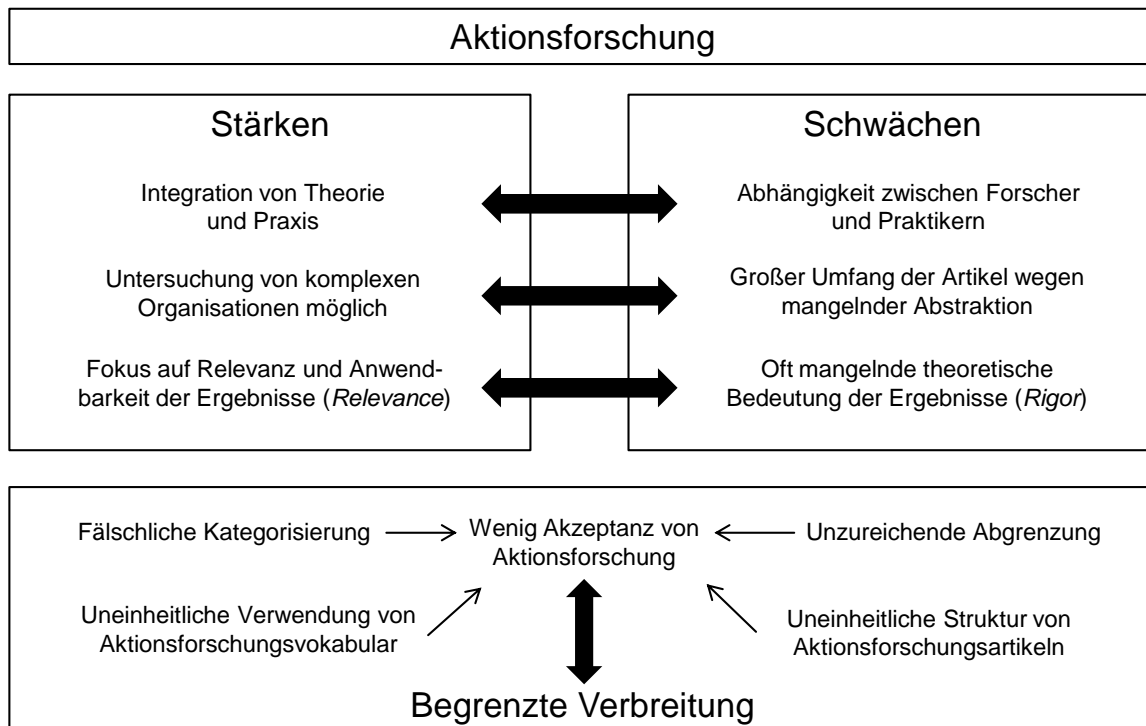 Aktionsforschung
Stärken
Integration von Theorie
und Praxis
Untersuchung von komplexen
Organisationen möglich
Fokus auf Relevanz und Anwend-
barkeit der Ergebnisse (Relevance)
Schwächen
Abhängigkeit zwischen Forscher
und Praktikern
Großer Umfang der Artikel wegen
mangelnder Abstraktion
Oft mangelnde theoretische
Bedeutung der Ergebnisse (Rigor)
Fälschliche Kategorisierung
Wenig Akzeptanz von
Aktionsforschung
Unzureichende Abgrenzung
Uneinheitliche Verwendung von
Aktionsforschungsvokabular
Uneinheitliche Struktur von
Aktionsforschungsartikeln
Begrenzte Verbreitung